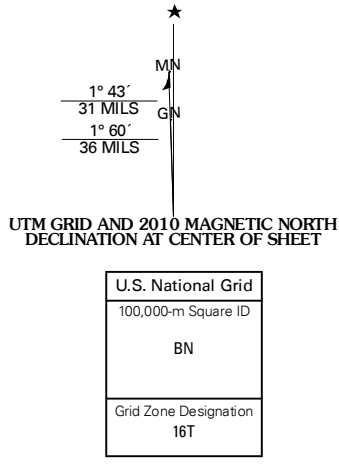 ★
MN
1° 43´
31 MILS
GN
1° 60´
36 MILS
UTM GRID AND 2010 MAGNETIC NORTH
DECLINATION AT CENTER OF SHEET
U.S. National Grid
100,000-m Square ID
BN
Grid Zone Designation
16T